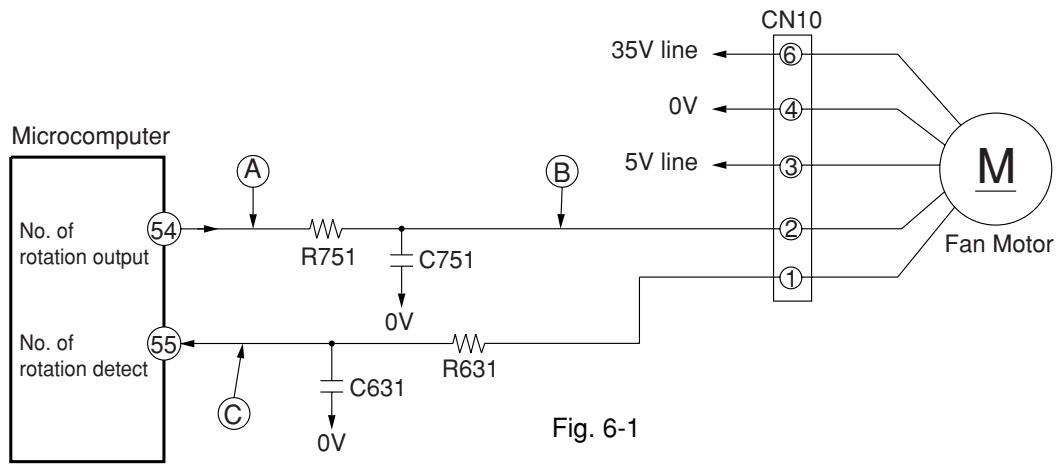 CN10
35V line
6
0V
4
Microcomputer
5V line
3
M
A
B
No. of
rotation output
54
2
Fan Motor
R751
C751
1
0V
No. of
rotation detect
55
R631
C631
C
0V
Fig. 6-1